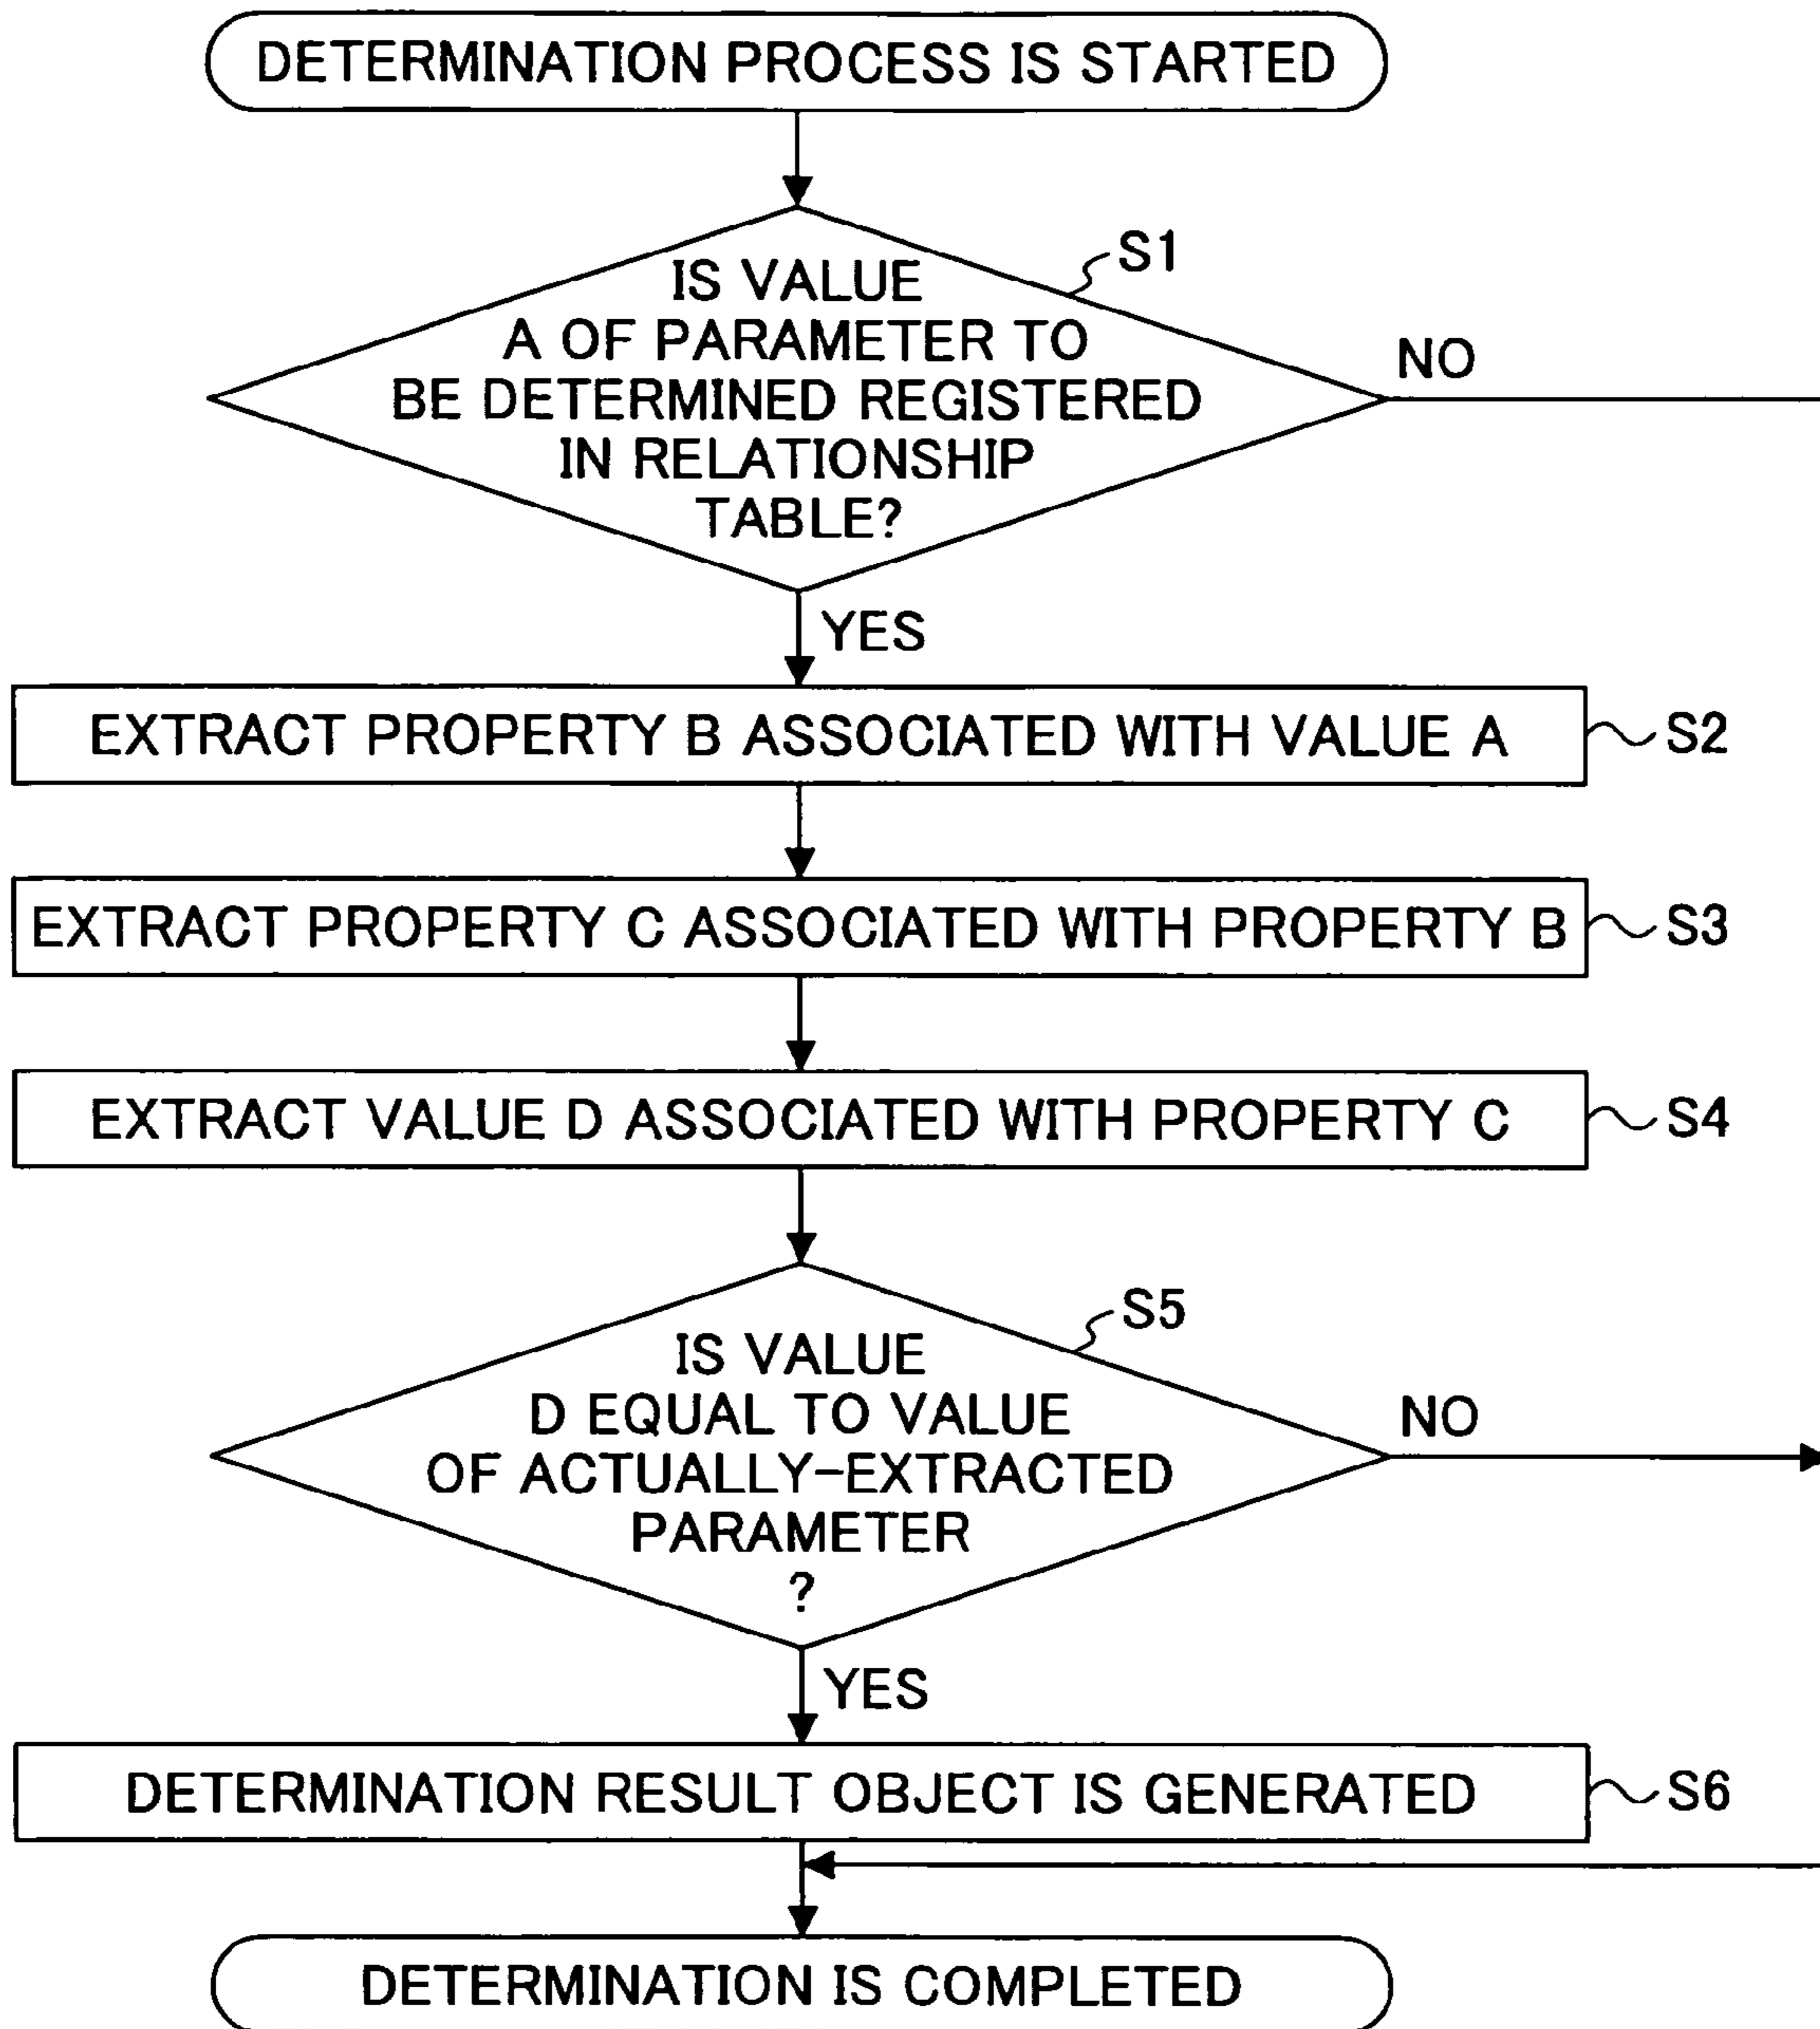 DETERMINATION PROCESS IS STARTED
S1
IS VALUE
A OF PARAMETER TO
BE DETERMINED REGISTERED
IN RELATIONSHIP
TABLE?
NO
YES
EXTRACT PROPERTY B ASSOCIATED WITH VALUE A
S2
EXTRACT PROPERTY C ASSOCIATED WITH PROPERTY B
S3
EXTRACT VALUE D ASSOCIATED WITH PROPERTY C
S4
S5
IS VALUE
D EQUAL TO VALUE
OF ACTUALLY-EXTRACTED
PARAMETER
?
NO
YES
DETERMINATION RESULT OBJECT IS GENERATED
S6
DETERMINATION IS COMPLETED